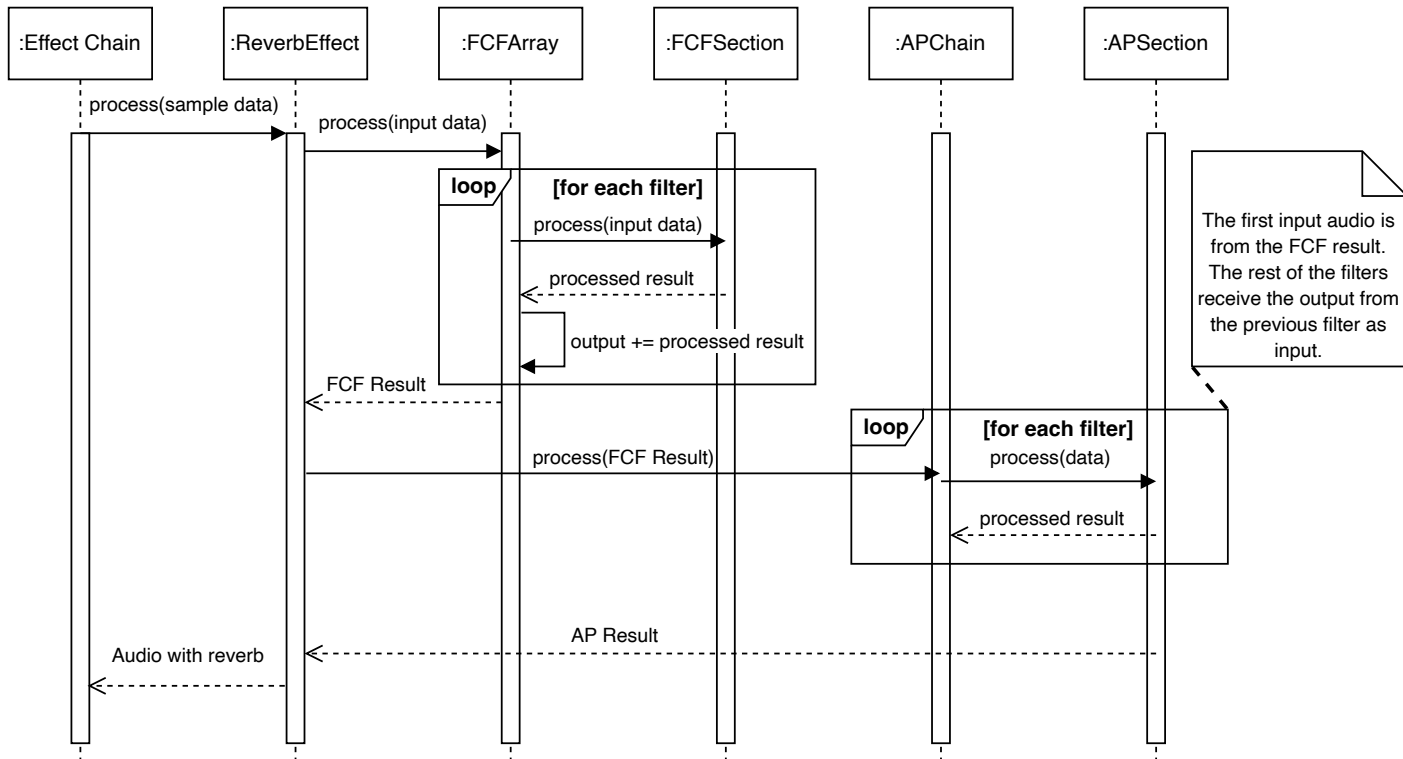 :Effect Chain
:ReverbEffect
:FCFArray
:FCFSection
:APChain
:APSection
process(sample data)
process(input data)
loop
[for each filter]
process(input data)
processed result
output += processed result
FCF Result
The first input audio is
from the FCF result.
The rest of the filters
receive the output from
the previous filter as
input.
loop
[for each filter]
process(FCF Result)
process(data)
processed result
AP Result
Audio with reverb